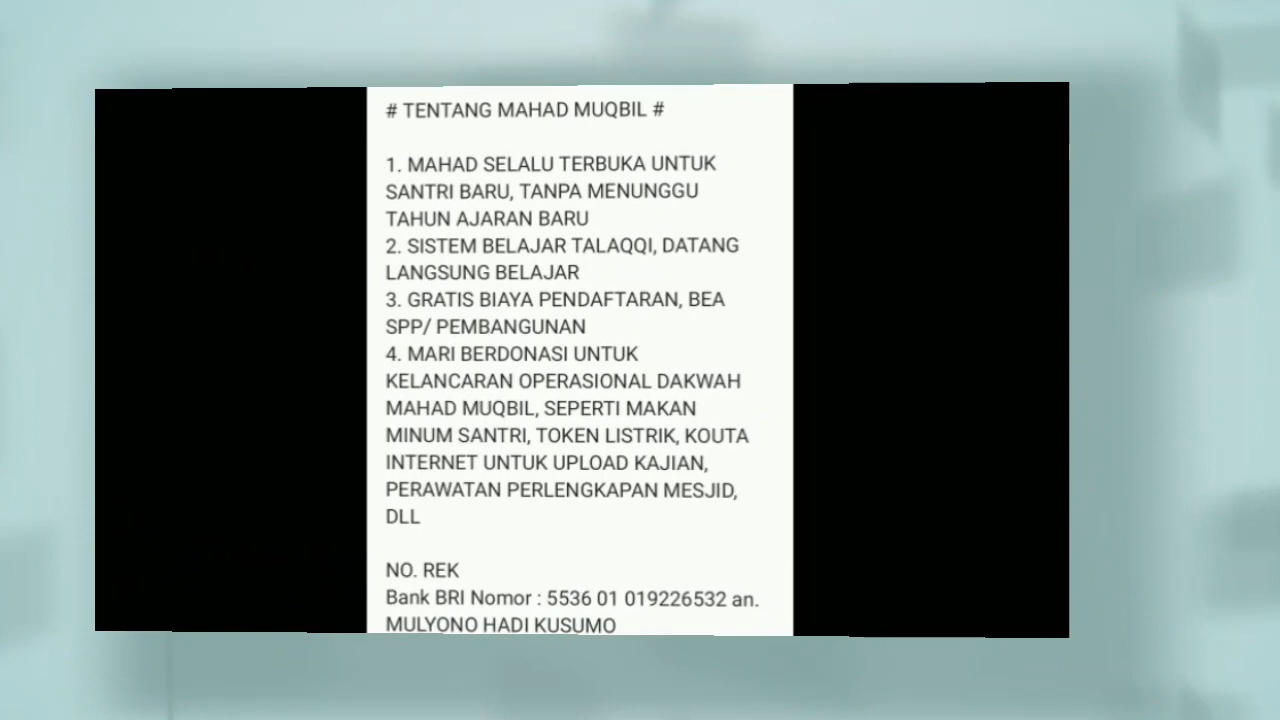 # TENTANG MAHAD MUQBIL #
1. MAHAD SELALU TERBUKA UNTUK
SANTRI BARU, TANPA MENUNGGU
TAHUN AJARAN BARU
2. SISTEM BELAJAR TALAQQI, DATANG
LANGSUNG BELAJAR
3. GRATIS BIAYA PENDAFTARAN, BEA
SPP/ PEMBANGUNAN
4. MARI BERDONASI UNTUK
KELANCARAN OPERASIONAL DAKWAH
MAHAD MUQBIL, SEPERTI MAKAN
MINUM SANTRI, TOKEN LISTRIK, KOUTA
INTERNET UNTUK UPLOAD KAJIAN,
PERAWATAN PERLENGKAPAN MESJID,
DLL
NO. REK
Bank BRI Nomor : 5536 01 019226532 an.
MULYONO HADI KUSUMO